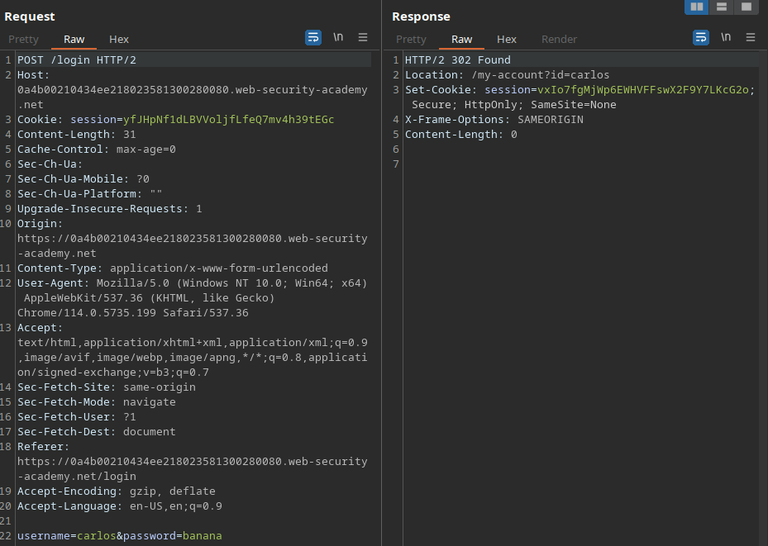 Request
Pretty Raw Hex
\n
1 POST /login HTTP/2
2 Host:
0a4b00210434ee218023581300280080.web-security-academy
.net
3 Cookie: session=yfJHpNf1dLBVVoljfLfeQ7mv4h39tEGc
4 Content-Length: 31
5 Cache-Control: max-age=0
6 Sec-Ch-Ua:
7 Sec-Ch-Ua-Mobile: ?0
8 Sec-Ch-Ua-Platform: ""
9 Upgrade-Insecure-Requests: 1
10 Origin:
https://0a4b00210434ee218023581300280080.web-security
-academy.net
11 Content-Type: application/x-www-form-urlencoded
12 User-Agent: Mozilla/5.0 (Windows NT 10.0; Win64; x64)
AppleWebKit/537.36 (KHTML, like Gecko)
Chrome/114.0.5735.199 Safari/537.36
13 Accept:
text/html,application/xhtml+xml,application/xml;q=0.9
,image/avif,image/webp,image/apng,*/*;q=0.8,applicati
on/signed-exchange;v=b3;q=0.7
14 Sec-Fetch-Site: same-origin
15 Sec-Fetch-Mode: navigate
16 Sec-Fetch-User: ?1
17 Sec-Fetch-Dest: document
18 Referer:
https://0a4b00210434ee218023581300280080.web-security
-academy.net/login
19 Accept-Encoding: gzip, deflate
20 Accept-Language: en-US,en;q=0.9
21
22 username=carlos&password=banana
Response
Pretty Raw Hex Render
\n
1 HTTP/2 302 Found
2 Location: /my-account?id=carlos
3 Set-Cookie: session=vxIo7fgMjWp6EWHVFFswX2F9Y7LKcG2o;
Secure; HttpOnly; SameSite=None
4 X-Frame-Options: SAMEORIGIN
5 Content-Length: 0
6
7